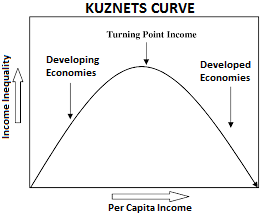 KUZNETS CURVE
Turning Point Income
Developing
Economies
Developed
Economies
Income Inequality
Per Capita Income